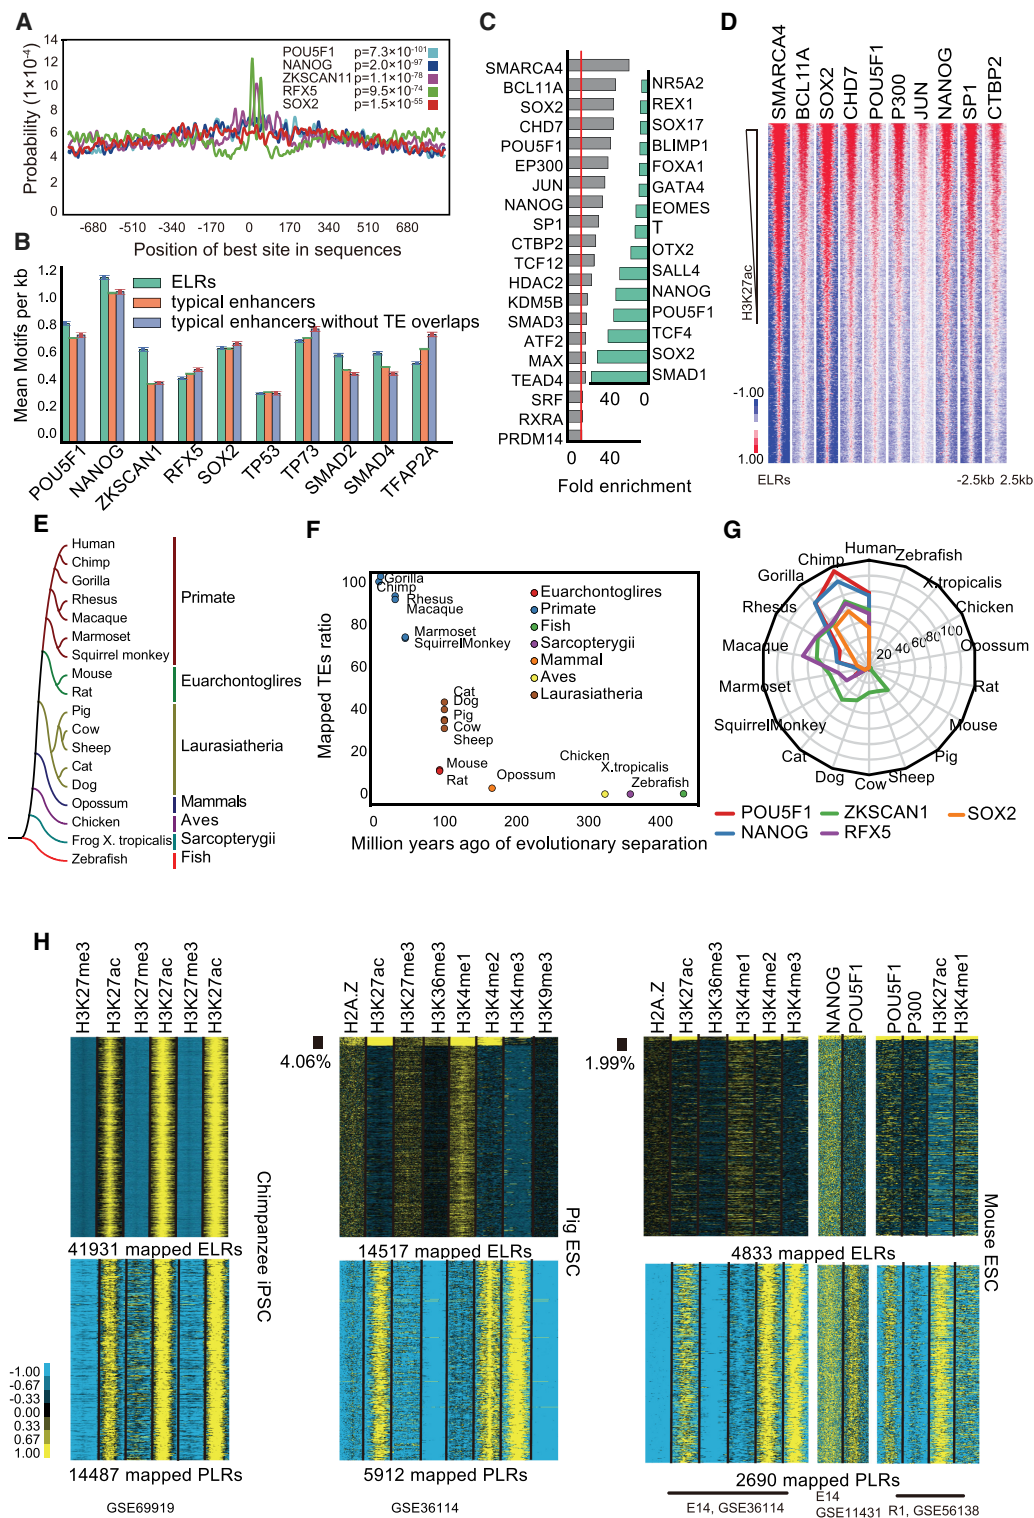 A
14
12
10
8
6
4
2
0
Probability (1×10⁻⁴)
POU5F1 p=7.3×10⁻¹⁰¹
NANOG p=2.0×10⁻⁹⁷
ZKSCAN11 p=1.1×10⁻⁷⁸
RFX5 p=9.5×10⁻⁷⁴
SOX2 p=1.5×10⁻⁵⁵
-680 -510 -340 -170 0 170 340 510 680
Position of best site in sequences
B
1.2
1.0
0.8
0.6
0.4
0.2
0.0
Mean Motifs per kb
ELRs
typical enhancers
typical enhancers without TE overlaps
POU5F1
NANOG
ZKSCAN1
RFX5
SOX2
TP53
TP73
SMAD2
SMAD4
TFAP2A
C
SMARCA4
BCL11A
SOX2
CHD7
POU5F1
EP300
JUN
NANOG
SP1
CTBP2
TCF12
HDAC2
KDM5B
SMAD3
ATF2
MAX
TEAD4
SRF
RXRA
PRDM14
0 40
NR5A2
REX1
SOX17
BLIMP1
FOXA1
GATA4
EOMES
T
OTX2
SALL4
NANOG
POU5F1
TCF4
SOX2
SMAD1
40 0
Fold enrichment
D
SMARCA4
BCL11A
SOX2
CHD7
POU5F1
P300
JUN
NANOG
SP1
CTBP2
H3K27ac
-1.00
1.00
ELRs
-2.5kb 2.5kb
E
Human
Chimp
Gorilla
Rhesus
Macaque
Marmoset
Squirrel monkey
Mouse
Rat
Pig
Cow
Sheep
Cat
Dog
Opossum
Chicken
Frog X. tropicalis
Zebrafish
Primate
Euarchontoglires
Laurasiatheria
Mammals
Aves
Sarcopterygii
Fish
F
Mapped TEs ratio
100
80
60
40
20
0
Gorilla
Chimp
Rhesus
Macaque
Marmoset
SquirrelMonkey
Cat
Dog
Pig
Cow
Sheep
Mouse
Rat
Opossum
Chicken
X.tropicalis
Zebrafish
Euarchontoglires
Primate
Fish
Sarcopterygii
Mammal
Aves
Laurasiatheria
0 100 200 300 400
Million years ago of evolutionary separation
G
Human
Zebrafish
X.tropicalis
Chicken
Opossum
Rat
Mouse
Pig
Sheep
Cow
Dog
Cat
SquirrelMonkey
Marmoset
Macaque
Rhesus
Gorilla
Chimp
20 40 60 80 100
POU5F1 ZKSCAN1 SOX2
NANOG RFX5
H
H3K27me3
H3K27ac
H3K27me3
H3K27ac
H3K27me3
H3K27ac
41931 mapped ELRs
14487 mapped PLRs
GSE69919
Chimpanzee iPSC
-1.00
-0.67
-0.33
0.00
0.33
0.67
1.00
H2A.Z
H3K27ac
H3K27me3
H3K36me3
H3K4me1
H3K4me2
H3K4me3
H3K9me3
4.06%
14517 mapped ELRs
5912 mapped PLRs
GSE36114
Pig ESC
H2A.Z
H3K27ac
H3K36me3
H3K4me1
H3K4me2
H3K4me3
NANOG
POU5F1
POU5F1
P300
H3K27ac
H3K4me1
1.99%
4833 mapped ELRs
2690 mapped PLRs
E14, GSE36114
E14
GSE11431
R1, GSE56138
Mouse ESC